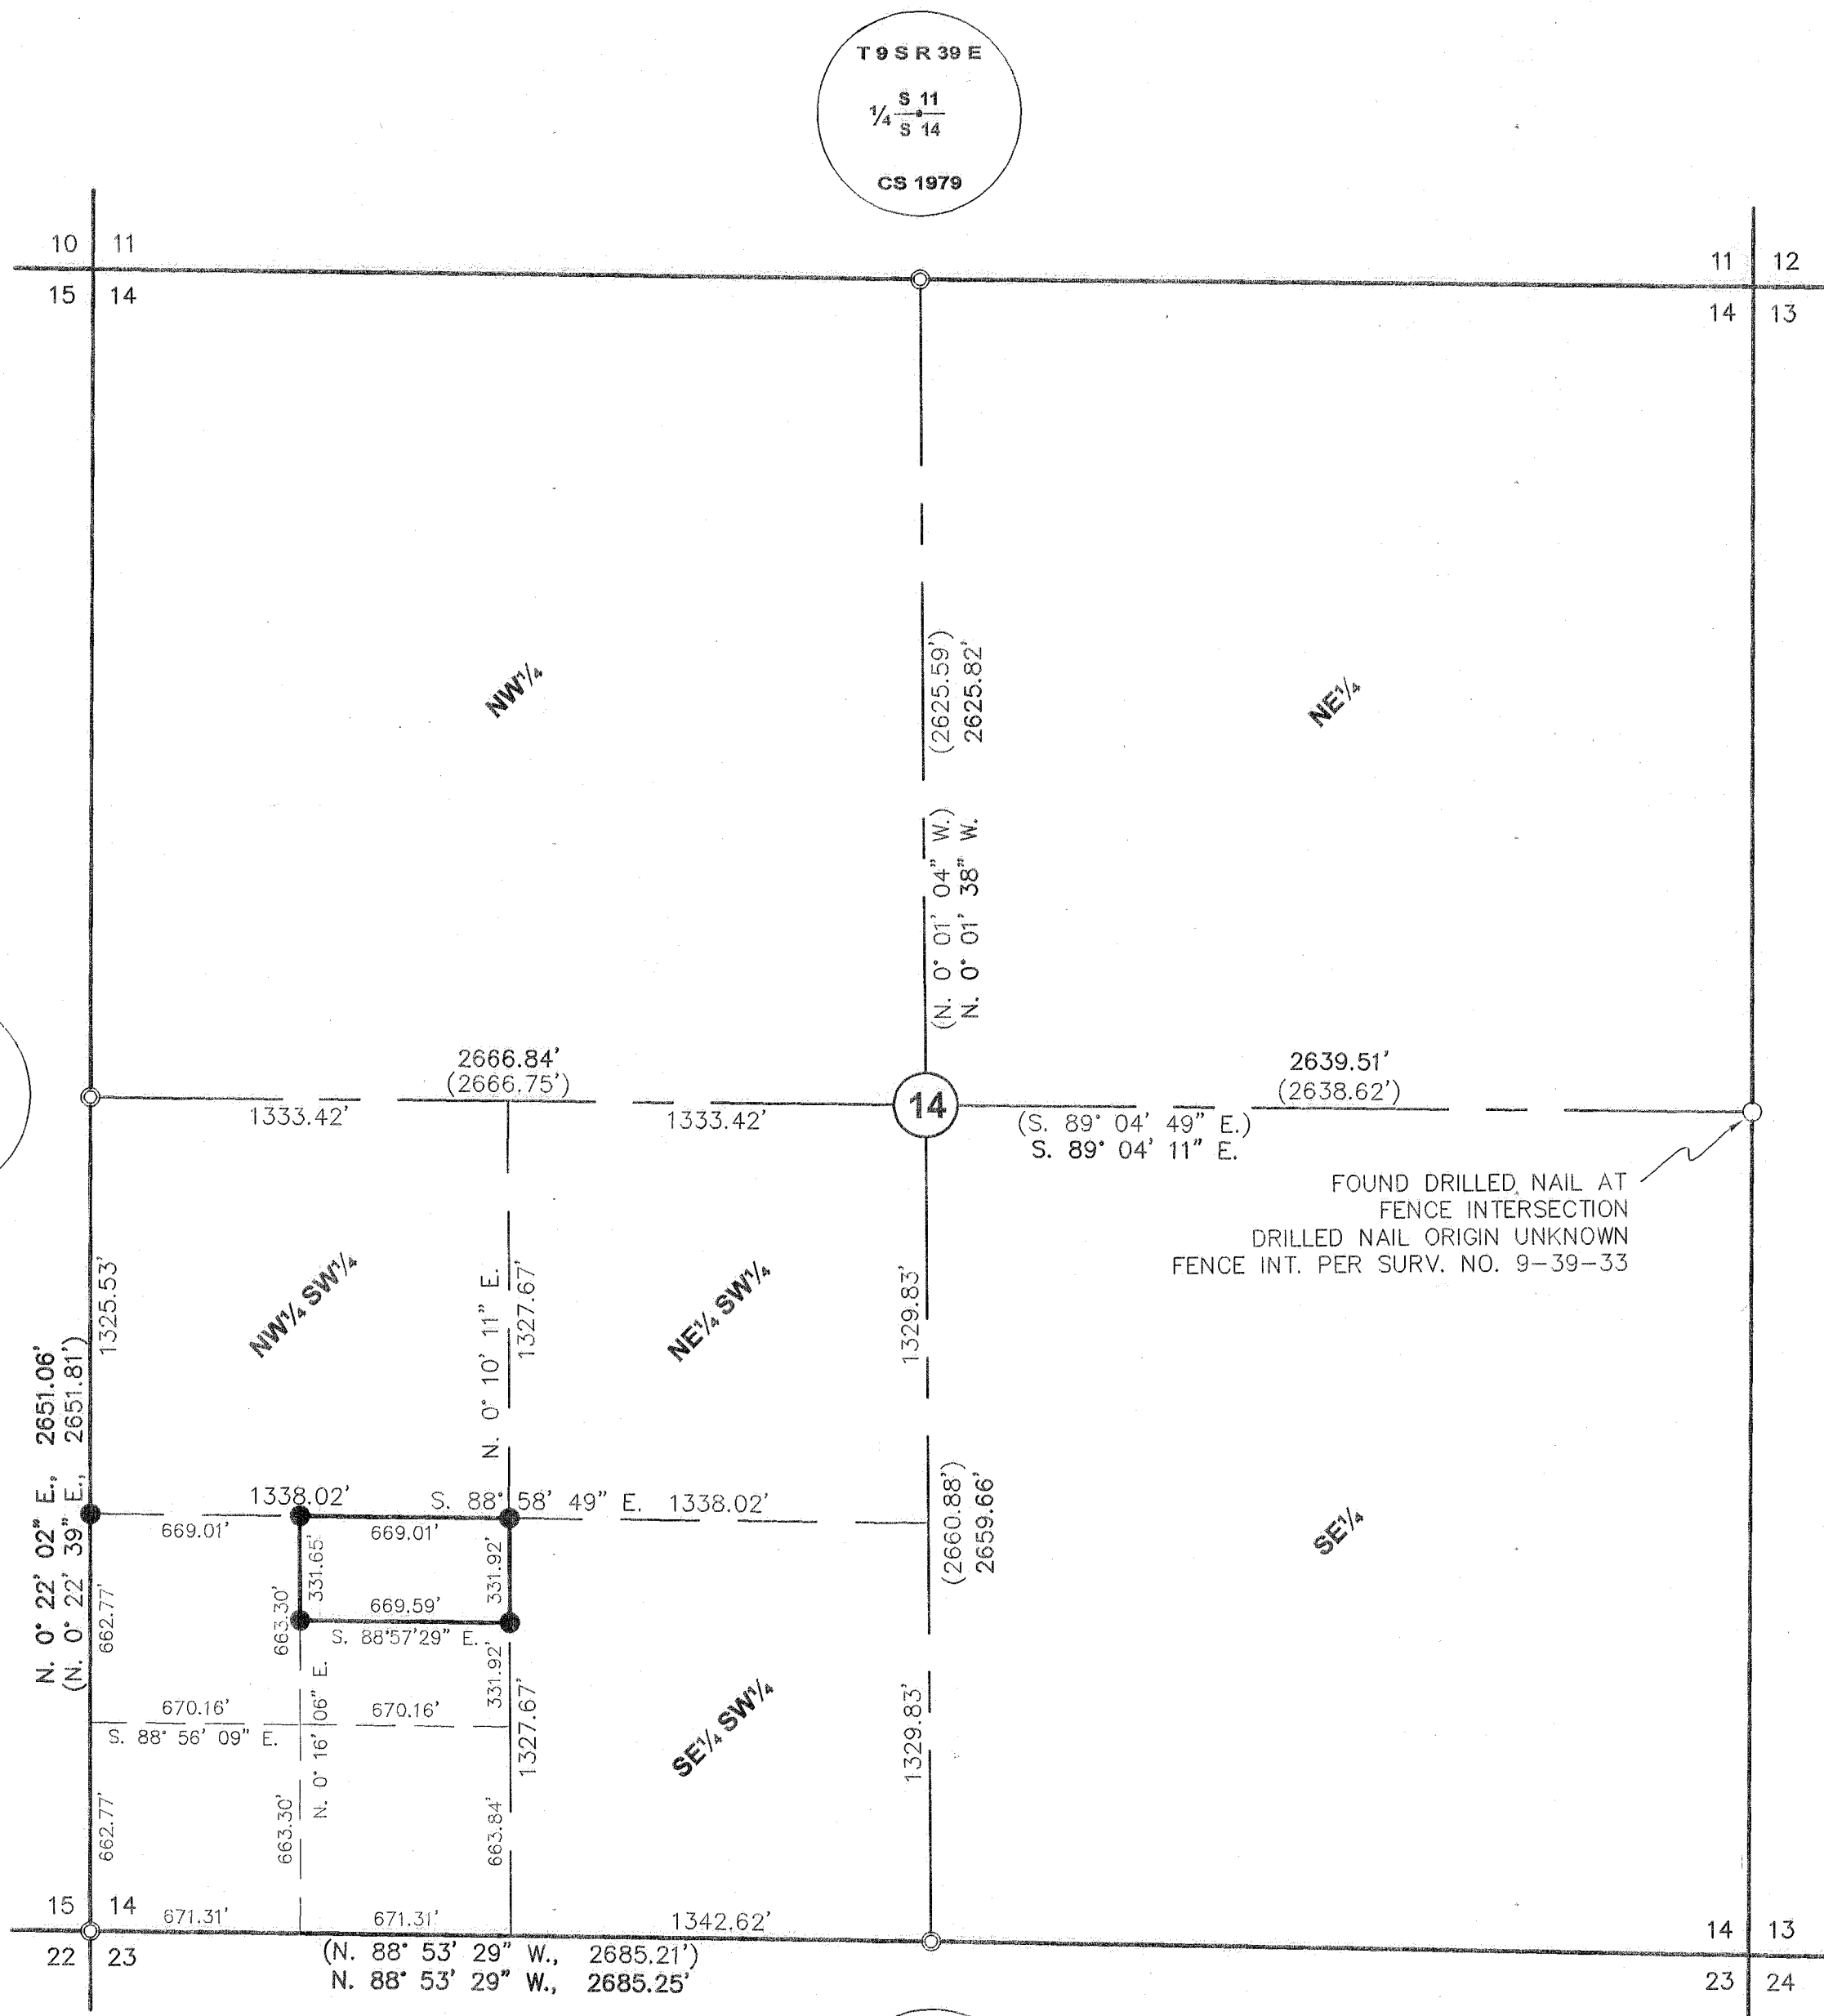 T 9 S R 39 E
S 11
1/4
S 14
CS 1979
10 11
15 14
11 12
14 13
NW1/4
NE1/4
(2625.59')
2625.82'
(N. 0° 01' 04" W.)
N. 0° 01' 38" W.
2666.84'
(2666.75')
1333.42'
1333.42'
14
2639.51'
(2638.62')
(S. 89° 04' 49" E.)
S. 89° 04' 11" E.
FOUND DRILLED NAIL AT
FENCE INTERSECTION
DRILLED NAIL ORIGIN UNKNOWN
FENCE INT. PER SURV. NO. 9-39-33
1325.53'
NW1/4 SW1/4
N. 0° 10' 11" E.
1327.67'
NE1/4 SW1/4
1329.83'
N. 0° 22' 02" E., 2651.06'
(N. 0° 22' 39" E., 2651.81')
1338.02'
S. 88° 58' 49" E. 1338.02'
669.01'
669.01'
331.65'
331.92'
(2660.88')
2659.66'
SE1/4
662.77'
663.30'
669.59'
S. 88°57'29" E.
331.92'
670.16'
670.16'
S. 88° 56' 09" E.
N. 0° 16' 06" E.
1327.67'
SE1/4 SW1/4
1329.83'
662.77'
663.30'
663.84'
15 14
671.31'
671.31'
1342.62'
22 23
(N. 88° 53' 29" W., 2685.21')
N. 88° 53' 29" W., 2685.25'
14 13
23 24